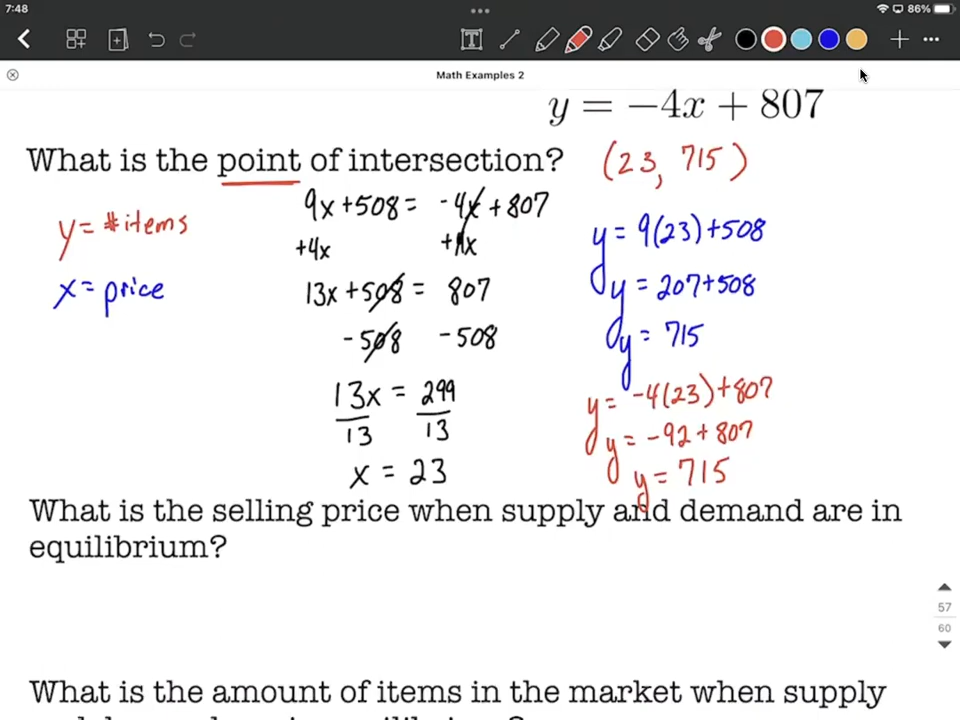 7:48
86%
T
Math Examples 2
y = −4x + 807
What is the point of intersection? (23, 715)
y = #items
x = price
9x+508 = -4x + 807
+4x +4x
13x + 508 = 807
-508 -508
13x = 299
13 13
x = 23
y = 9(23)+508
y = 207+508
y = 715
y = -4(23)+807
y = -92+807
y = 715
What is the selling price when supply and demand are in
equilibrium?
57
60
What is the amount of items in the market when supply